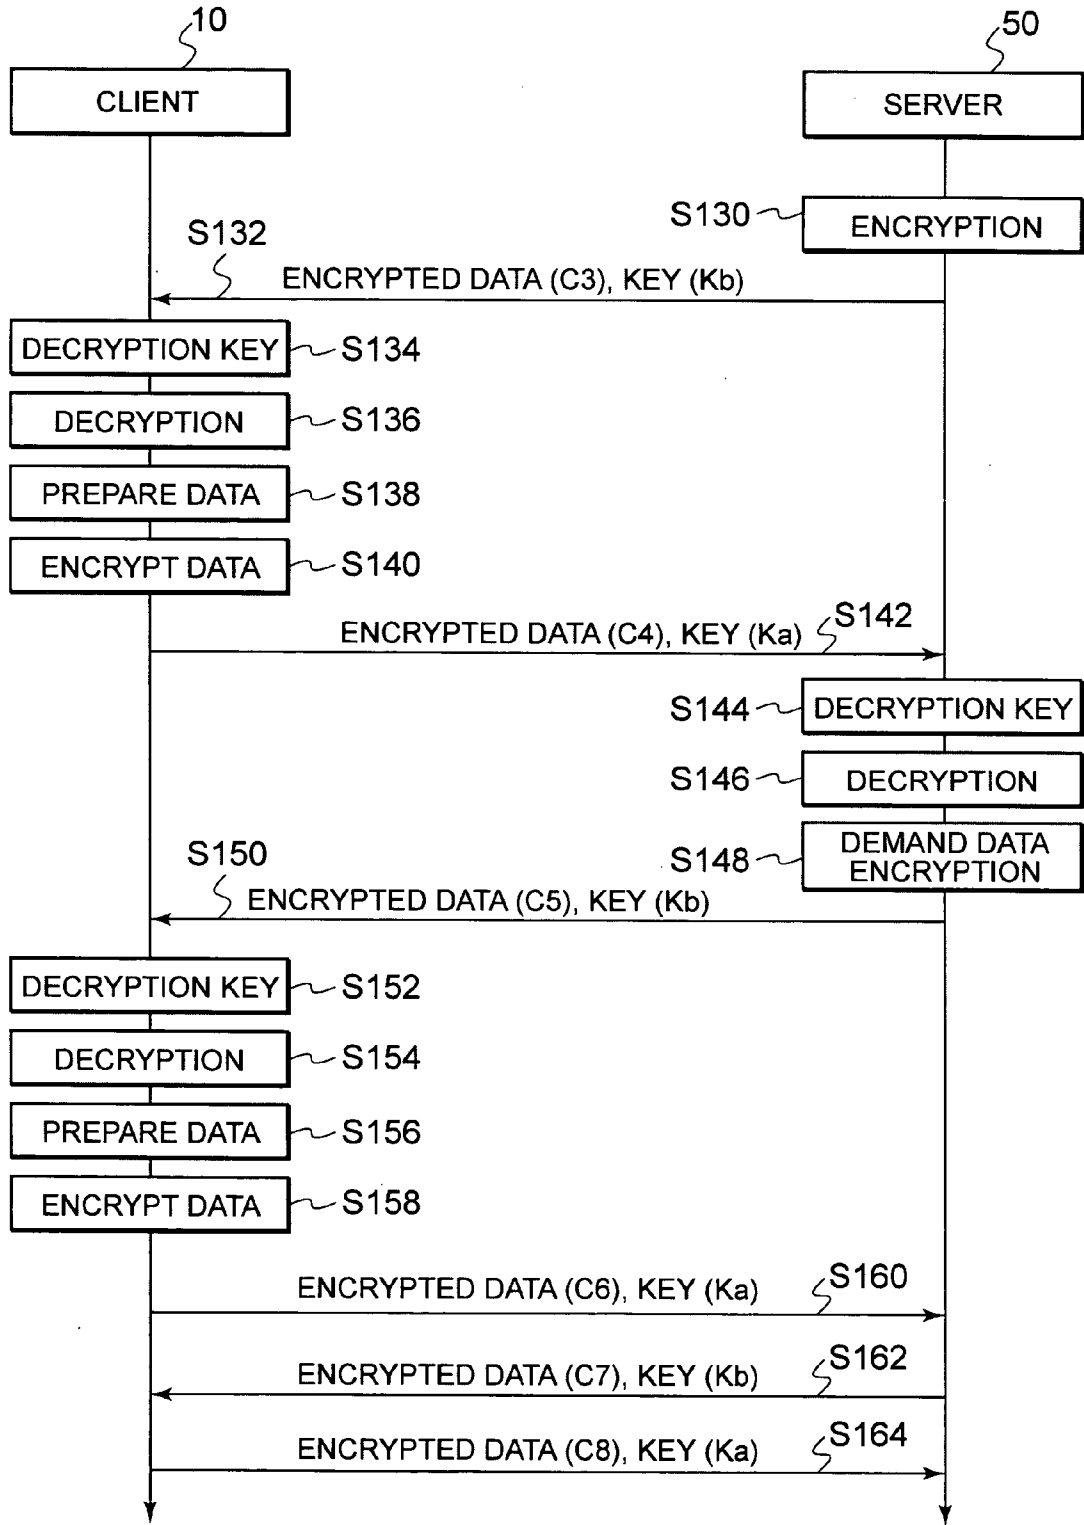 10
50
CLIENT
SERVER
S130
ENCRYPTION
S132
ENCRYPTED DATA (C3), KEY (Kb)
DECRYPTION KEY
S134
DECRYPTION
S136
PREPARE DATA
S138
ENCRYPT DATA
S140
ENCRYPTED DATA (C4), KEY (Ka)
S142
S144
DECRYPTION KEY
S146
DECRYPTION
S148
DEMAND DATA
ENCRYPTION
S150
ENCRYPTED DATA (C5), KEY (Kb)
DECRYPTION KEY
S152
DECRYPTION
S154
PREPARE DATA
S156
ENCRYPT DATA
S158
ENCRYPTED DATA (C6), KEY (Ka)
S160
ENCRYPTED DATA (C7), KEY (Kb)
S162
ENCRYPTED DATA (C8), KEY (Ka)
S164